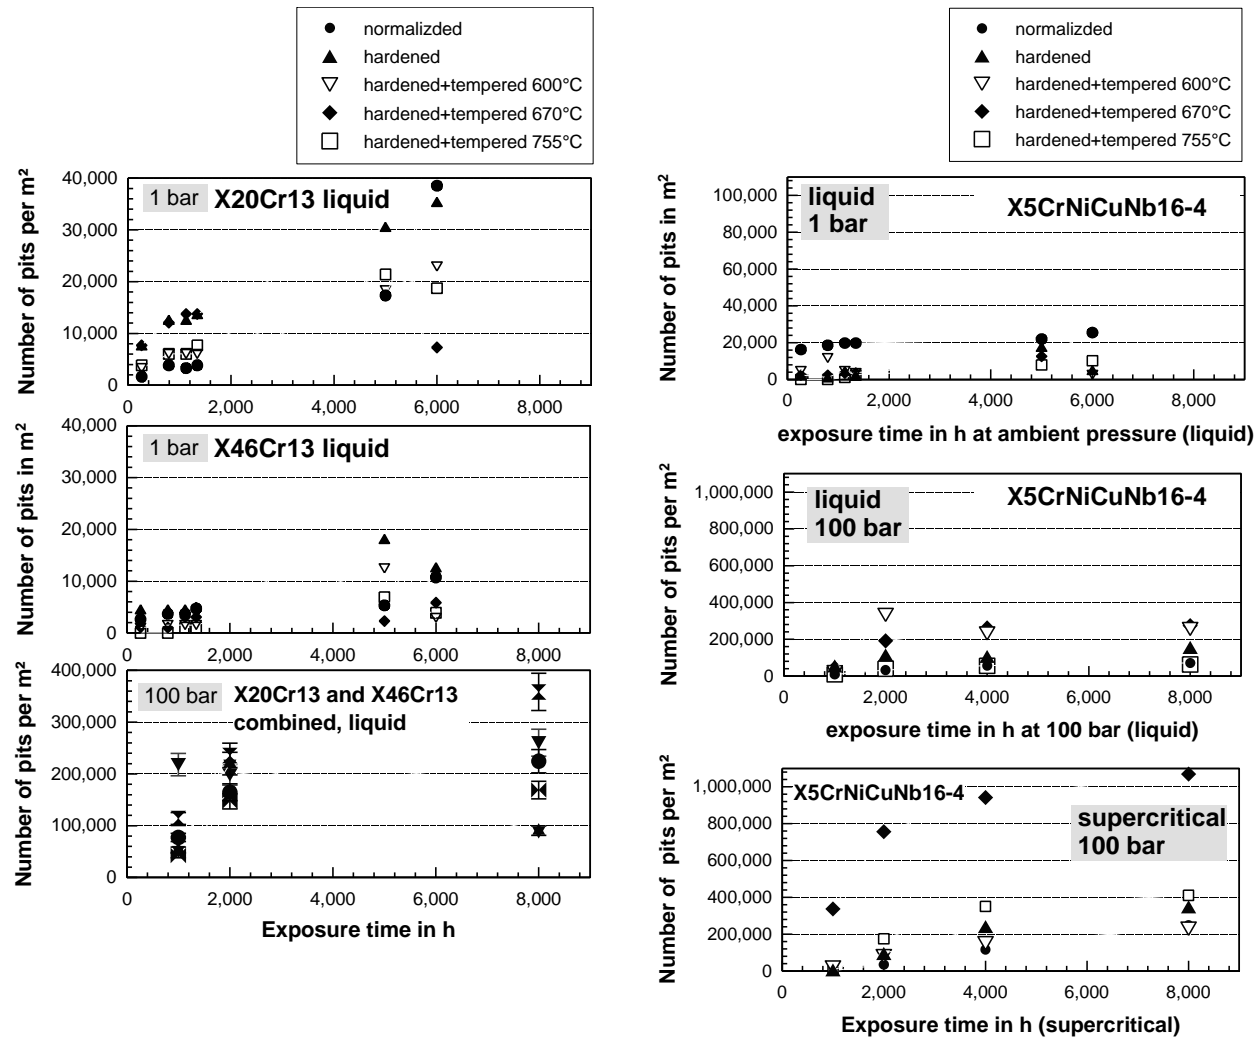 normalizded
hardened
hardened+tempered 600°C
hardened+tempered 670°C
hardened+tempered 755°C
Number of pits per m²
40,000
30,000
20,000
10,000
0
1 bar X20Cr13 liquid
0 2,000 4,000 6,000 8,000
Number of pits in m²
40,000
30,000
20,000
10,000
0
1 bar X46Cr13 liquid
0 2,000 4,000 6,000 8,000
Number of pits per m²
400,000
300,000
200,000
100,000
0
100 bar X20Cr13 and X46Cr13
combined, liquid
0 2,000 4,000 6,000 8,000
Exposure time in h
normalizded
hardened
hardened+tempered 600°C
hardened+tempered 670°C
hardened+tempered 755°C
Number of pits in m²
100,000
80,000
60,000
40,000
20,000
0
liquid
1 bar
X5CrNiCuNb16-4
0 2,000 4,000 6,000 8,000
exposure time in h at ambient pressure (liquid)
Number of pits per m²
1,000,000
800,000
600,000
400,000
200,000
0
liquid
100 bar
X5CrNiCuNb16-4
0 2,000 4,000 6,000 8,000
exposure time in h at 100 bar (liquid)
Number of pits per m²
1,000,000
800,000
600,000
400,000
200,000
0
X5CrNiCuNb16-4
supercritical
100 bar
0 2,000 4,000 6,000 8,000
Exposure time in h (supercritical)